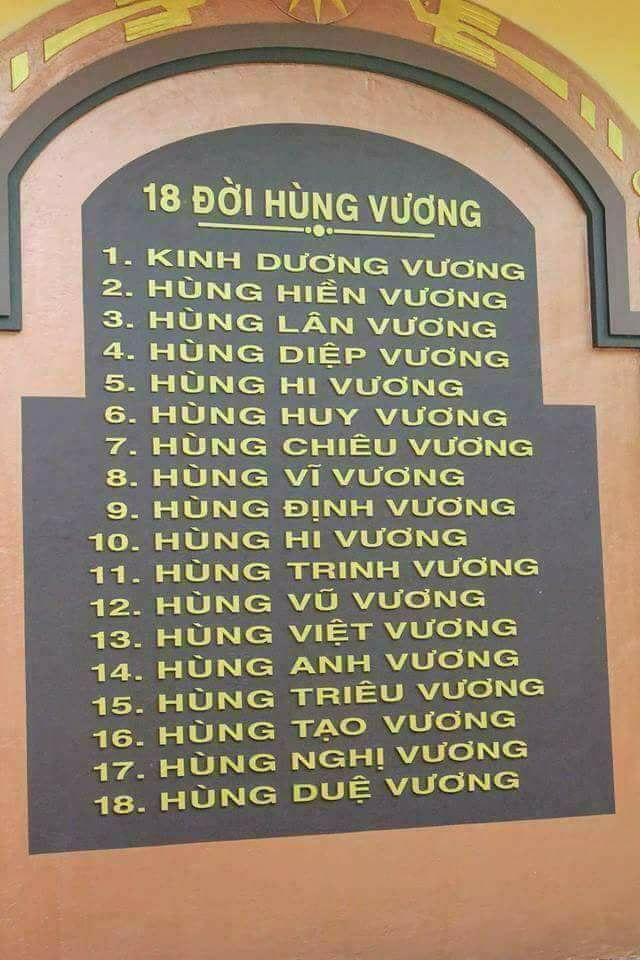 18 ĐỜI HÙNG VƯƠNG
1. KINH DƯƠNG VƯƠNG
2. HÙNG HIỀN VƯƠNG
3. HÙNG LÂN VƯƠNG
4. HÙNG DIỆP VƯƠNG
5. HÙNG HI VƯƠNG
6. HÙNG HUY VƯƠNG
7. HÙNG CHIÊU VƯƠNG
8. HÙNG VĨ VƯƠNG
9. HÙNG ĐỊNH VƯƠNG
10. HÙNG HI VƯƠNG
11. HÙNG TRINH VƯƠNG
12. HÙNG VŨ VƯƠNG
13. HÙNG VIỆT VƯƠNG
14. HÙNG ANH VƯƠNG
15. HÙNG TRIÊU VƯƠNG
16. HÙNG TẠO VƯƠNG
17. HÙNG NGHỊ VƯƠNG
18. HÙNG DUỆ VƯƠNG